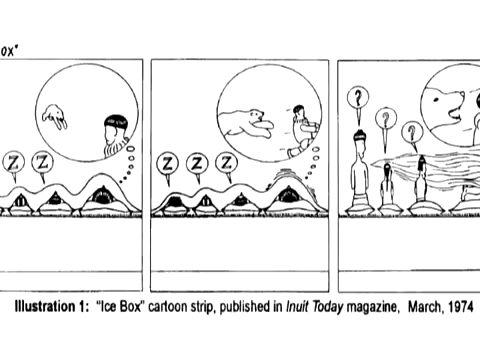 ox"
Z Z
Z Z Z
? ? ?
Illustration 1: "Ice Box" cartoon strip, published in Inuit Today magazine, March, 1974